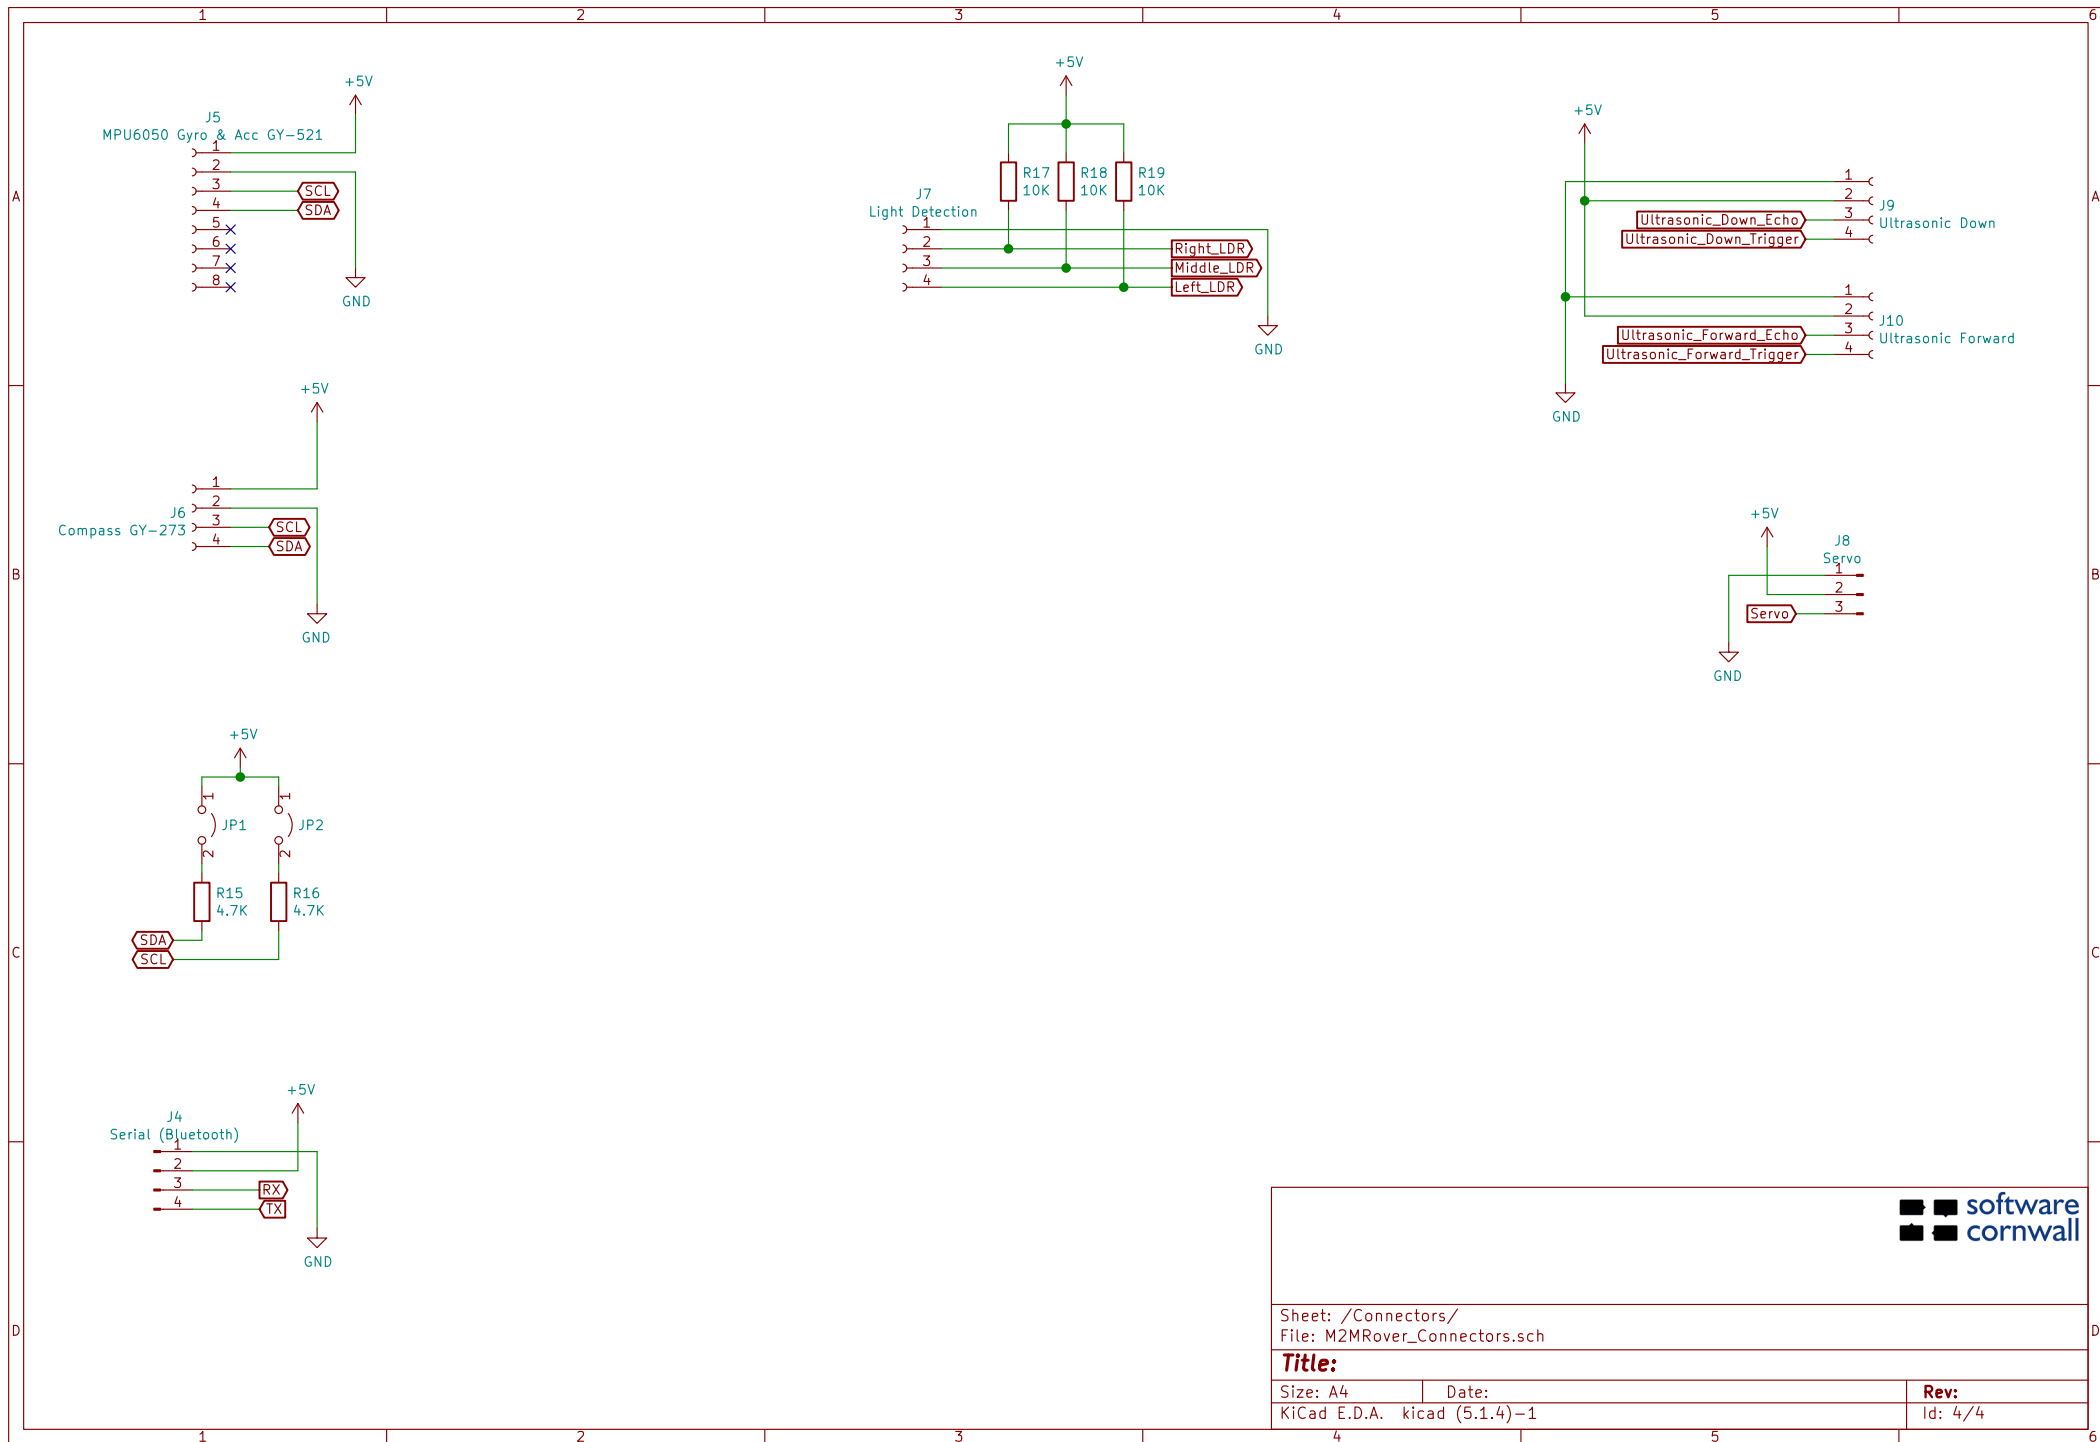 1 2 3 4 5 6
A
B
C
D
A
B
C
D
+5V
J5
MPU6050 Gyro & Acc GY-521
1
2
3 SCL
4 SDA
5
6
7
8
GND
+5V
R17 R18 R19
10K 10K 10K
J7
Light Detection
1
2 Right_LDR
3 Middle_LDR
4 Left_LDR
GND
+5V
1
2
J9
Ultrasonic_Down_Echo 3
Ultrasonic Down
Ultrasonic_Down_Trigger 4
1
2
J10
Ultrasonic_Forward_Echo 3
Ultrasonic Forward
Ultrasonic_Forward_Trigger 4
GND
+5V
1
2
J6
3 SCL
Compass GY-273
4 SDA
GND
+5V
J8
Servo
1
2
Servo 3
GND
+5V
1 1
JP1 JP2
2 2
R15 R16
4.7K 4.7K
SDA
SCL
+5V
J4
Serial (Bluetooth)
1
2
3 RX
4 TX
GND
software
cornwall
Sheet: /Connectors/
File: M2MRover_Connectors.sch
Title:
Size: A4 Date: Rev:
KiCad E.D.A. kicad (5.1.4)-1 Id: 4/4
1 2 3 4 5 6